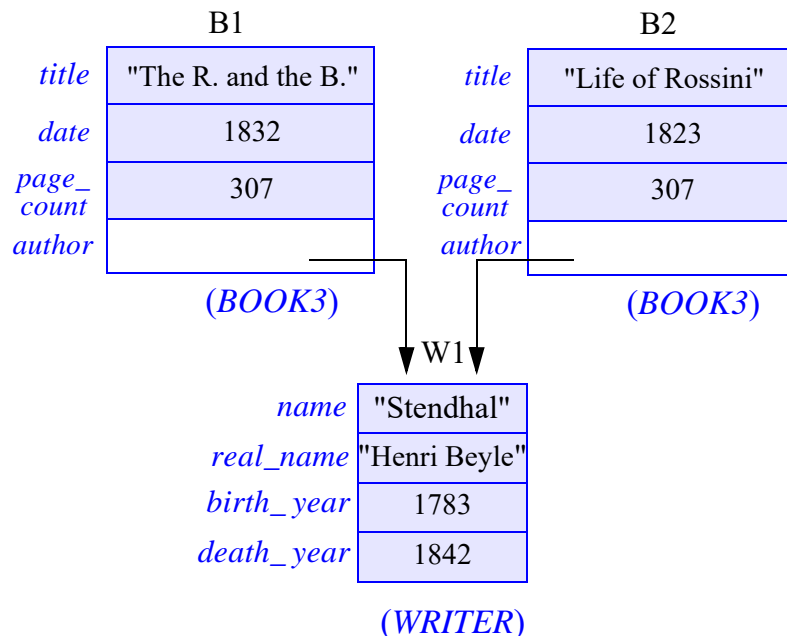 B1
B2
title "The R. and the B."
title "Life of Rossini"
date 1832
date 1823
page_
count 307
page_
count 307
author
author
(BOOK3)
(BOOK3)
W1
name "Stendhal"
real_name "Henri Beyle"
birth_year 1783
death_year 1842
(WRITER)